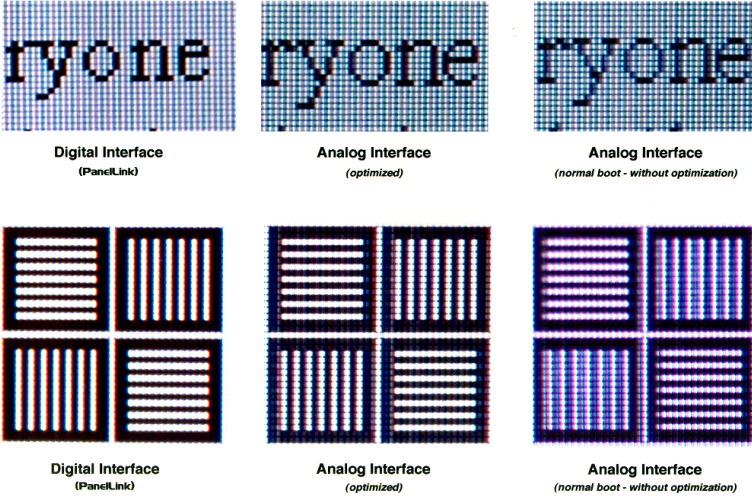 ryone
ryone
ryone
Digital Interface
(PanelLink)
Analog Interface
(optimized)
Analog Interface
(normal boot - without optimization)
Digital Interface
(PanelLink)
Analog Interface
(optimized)
Analog Interface
(normal boot - without optimization)